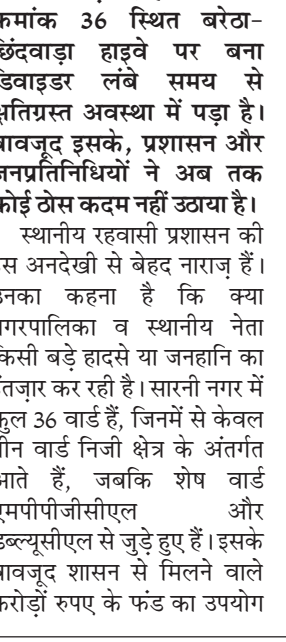 क्रमांक 36 स्थित बरेठा-
छिंदवाड़ा हाइवे पर बना
डिवाइडर लंबे समय से
क्षतिग्रस्त अवस्था में पड़ा है।
बावजूद इसके, प्रशासन और
जनप्रतिनिधियों ने अब तक
कोई ठोस कदम नहीं उठाया है।
स्थानीय रहवासी प्रशासन की
इस अनदेखी से बेहद नाराज़ हैं।
उनका कहना है कि क्या
नगरपालिका व स्थानीय नेता
किसी बड़े हादसे या जनहानि का
इंतज़ार कर रही है। सारनी नगर में
कुल 36 वार्ड हैं, जिनमें से केवल
तीन वार्ड निजी क्षेत्र के अंतर्गत
आते हैं, जबकि शेष वार्ड
एमपीपीजीसीएल और
डब्ल्यूसीएल से जुड़े हुए हैं। इसके
बावजूद शासन से मिलने वाले
करोड़ों रुपए के फंड का उपयोग